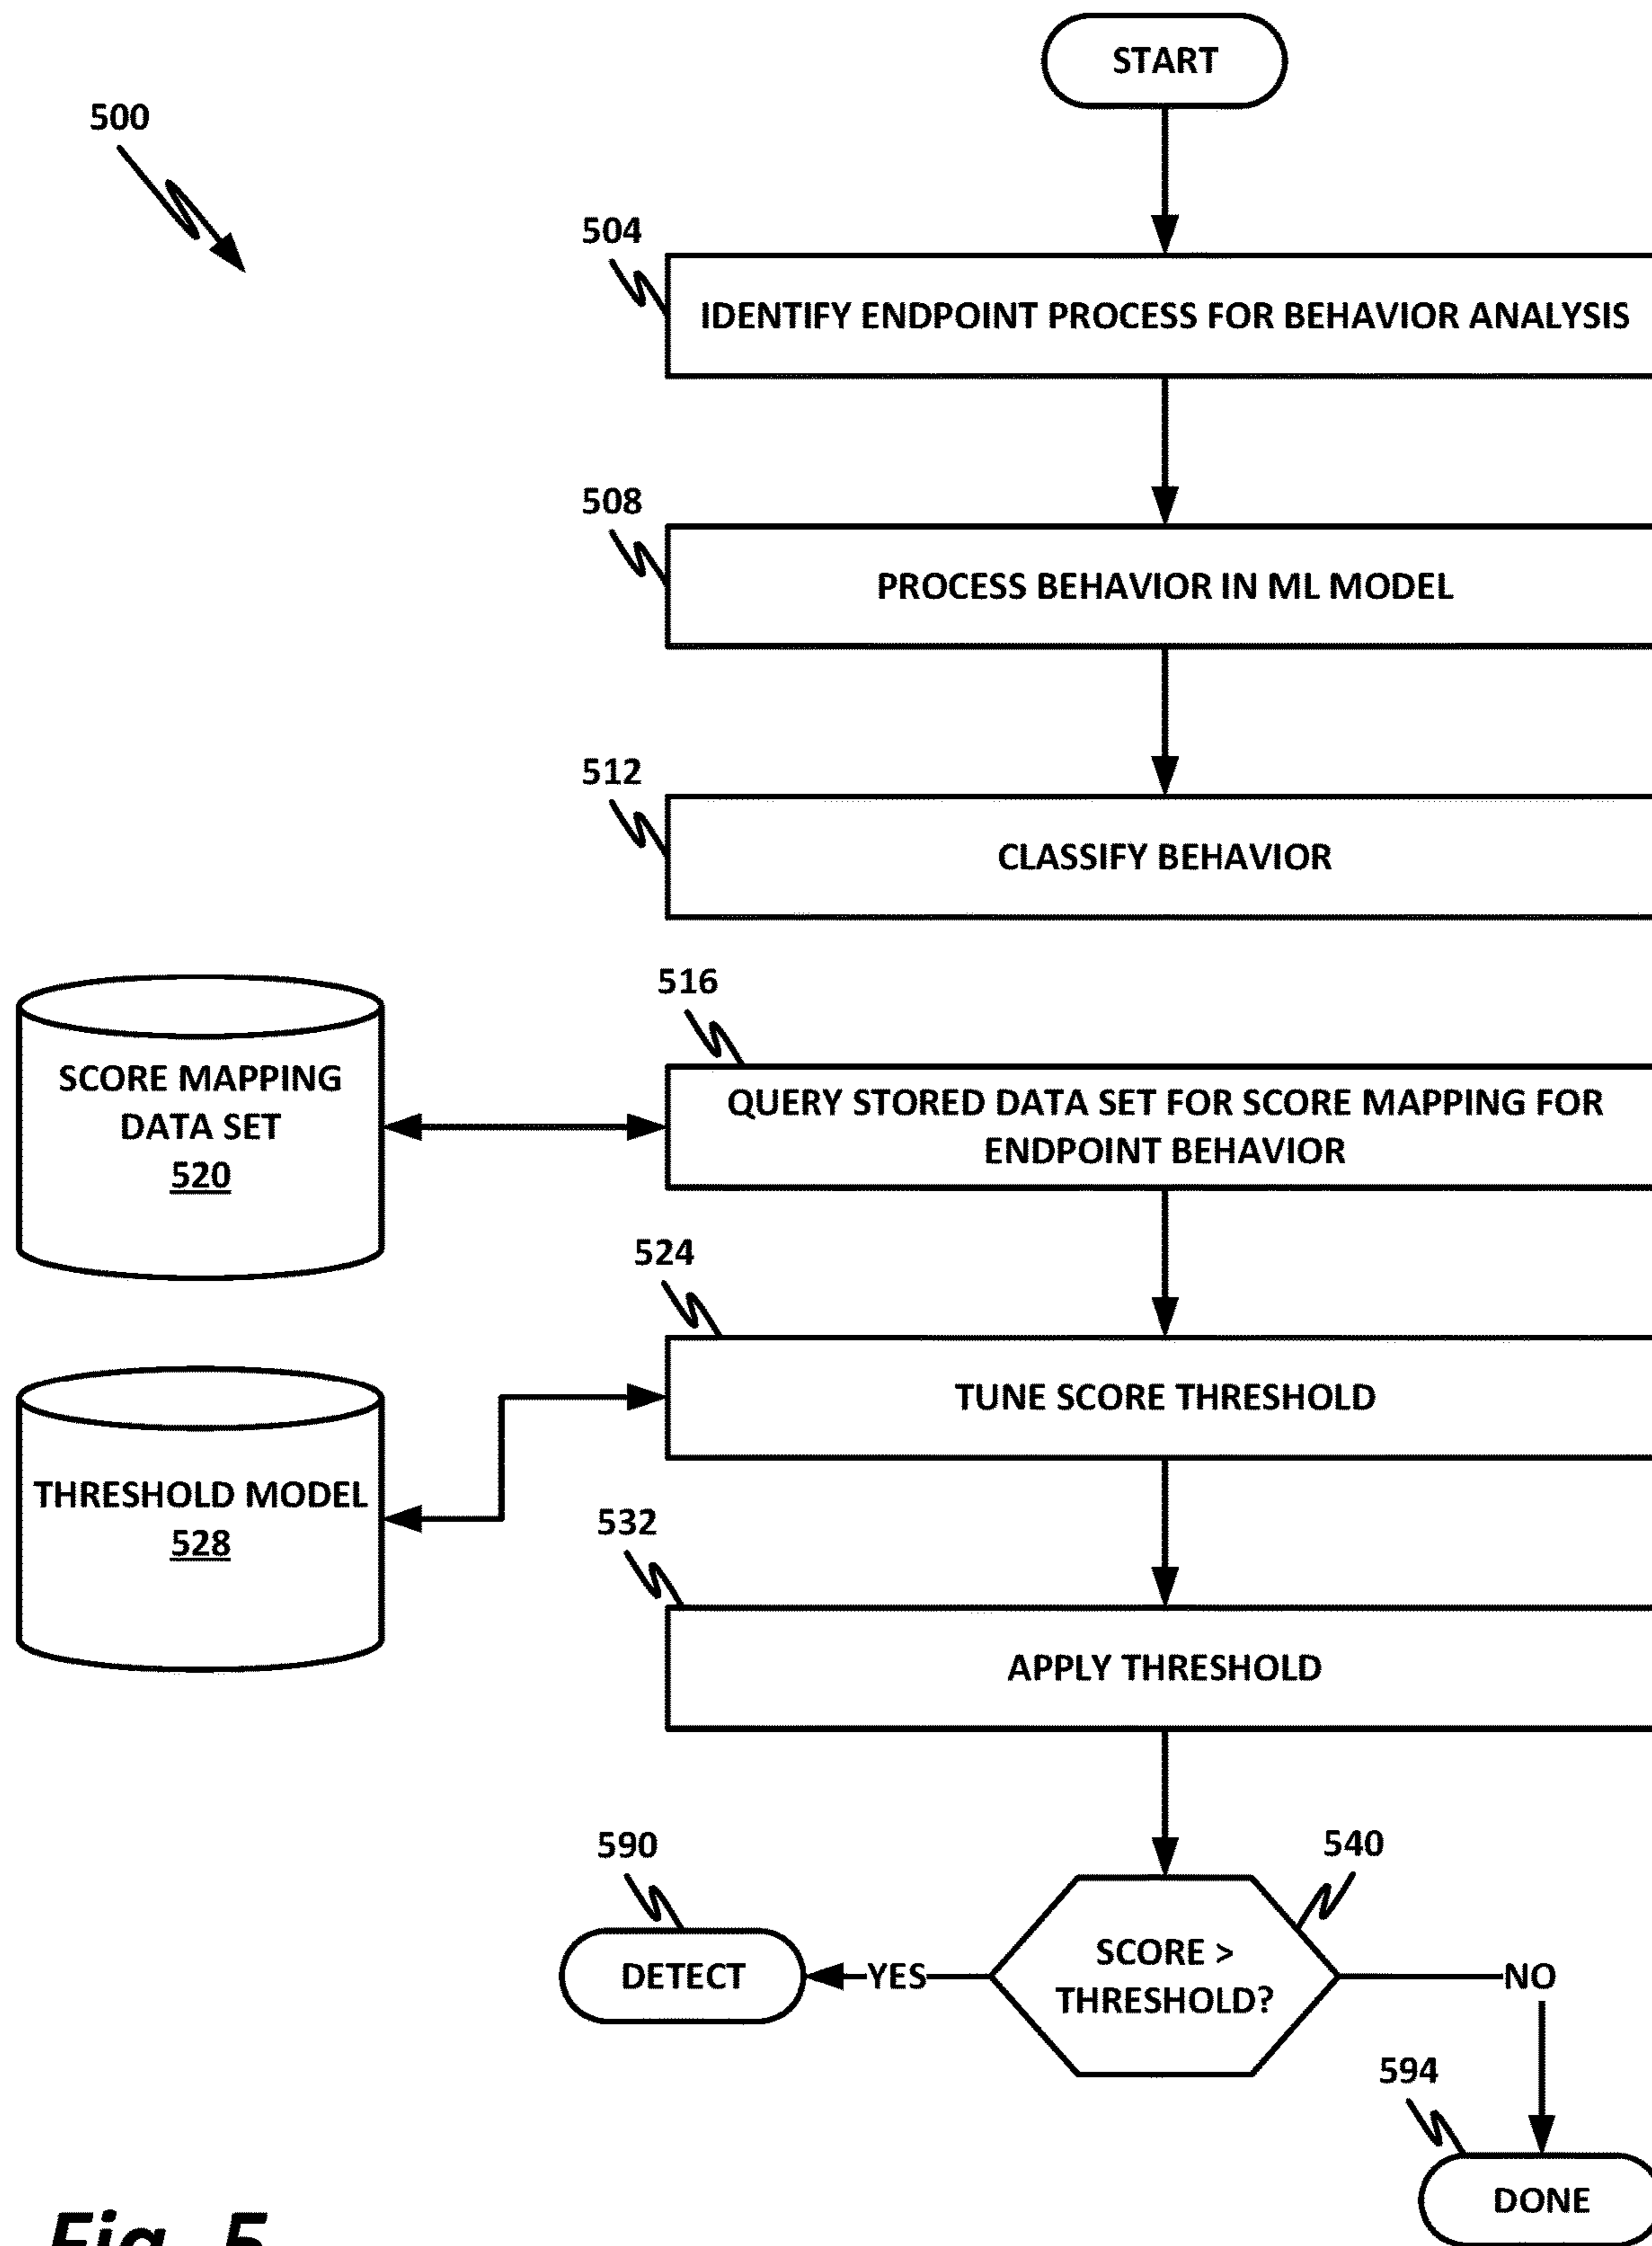 START
500
504
IDENTIFY ENDPOINT PROCESS FOR BEHAVIOR ANALYSIS
508
PROCESS BEHAVIOR IN ML MODEL
512
CLASSIFY BEHAVIOR
516
SCORE MAPPING
DATA SET
520
QUERY STORED DATA SET FOR SCORE MAPPING FOR
ENDPOINT BEHAVIOR
524
TUNE SCORE THRESHOLD
THRESHOLD MODEL
528
532
APPLY THRESHOLD
590
540
DETECT
YES
SCORE >
THRESHOLD?
NO
594
DONE
Fig. 5